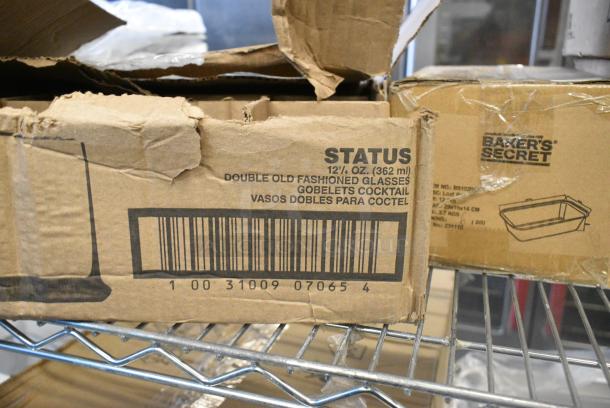 STATUS
12¼ OZ. (362 ml)
DOUBLE OLD FASHIONED GLASSES
GOBELETS COCKTAIL
VASOS DOBLES PARA COCTEL
1 00 31009 07065 4
BAKER'S
SECRET